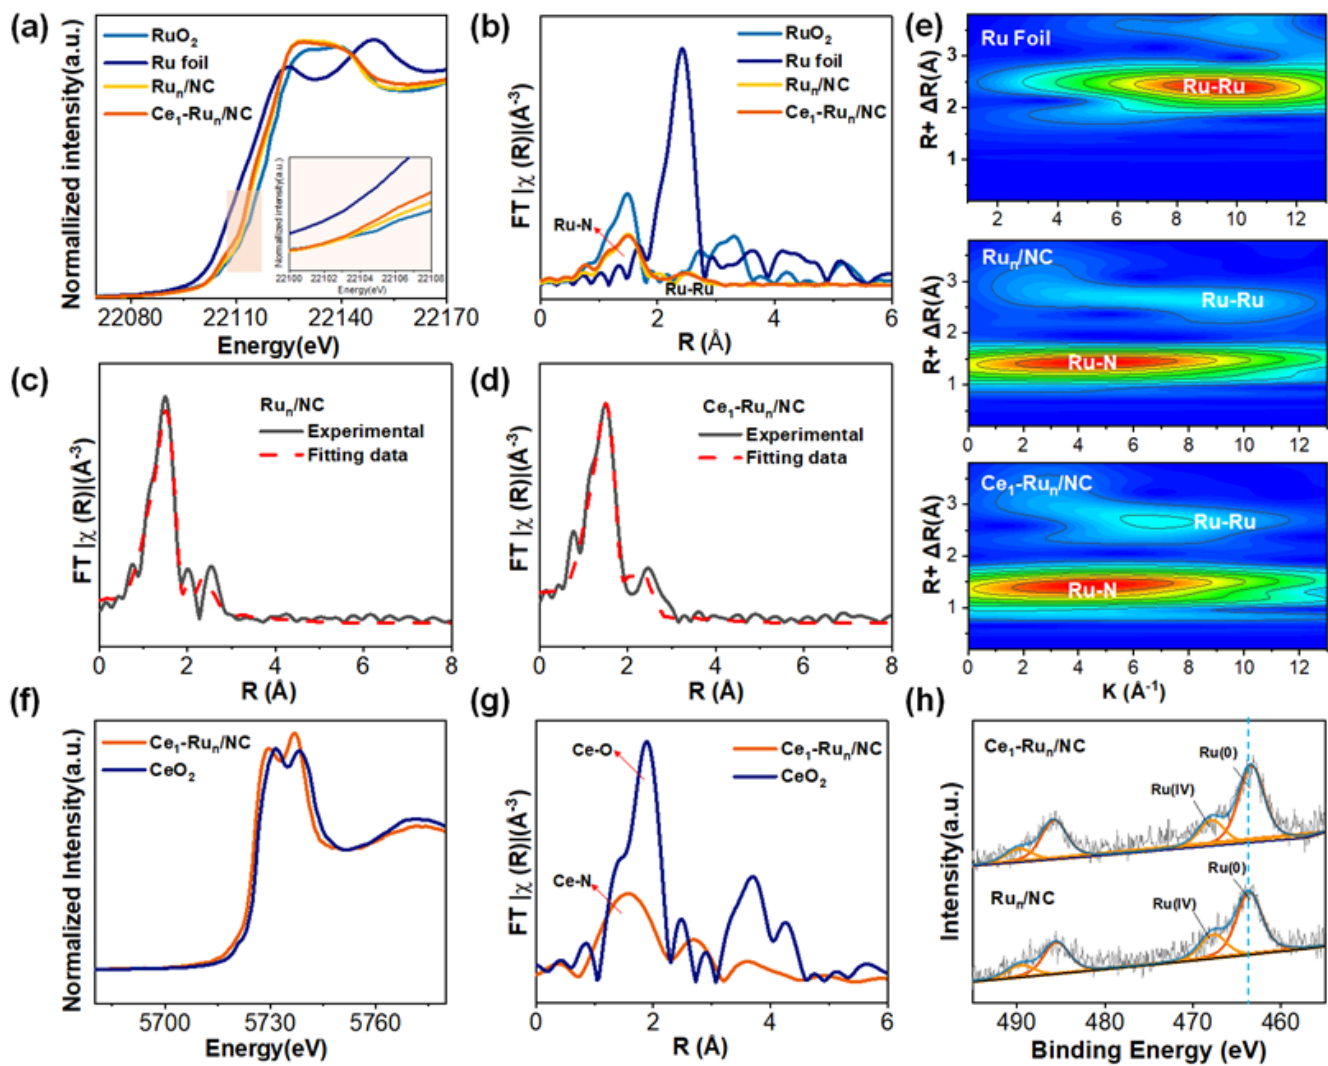 (a)
RuO2
Ru foil
Run/NC
Ce1-Run/NC
Normallized intensity(a.u.)
Normallized intensity(a.u.)
22100 22102 22104 22106 22108
Energy(eV)
22080 22110 22140 22170
Energy(eV)
(b)
RuO2
Ru foil
Run/NC
Ce1-Run/NC
FT |χ (R)|(Å-3)
Ru-N
Ru-Ru
0 2 4 6
R (Å)
(c)
Run/NC
Experimental
Fitting data
FT |χ (R)|(Å-3)
0 2 4 6 8
R (Å)
(d)
Ce1-Run/NC
Experimental
Fitting data
FT |χ (R)|(Å-3)
0 2 4 6 8
R (Å)
(e)
Ru Foil
Ru-Ru
R+ ΔR(Å)
3
2
1
2 4 6 8 10 12
Run/NC
Ru-Ru
Ru-N
R+ ΔR(Å)
3
2
1
0 2 4 6 8 10 12
Ce1-Run/NC
Ru-Ru
Ru-N
R+ ΔR(Å)
3
2
1
0 2 4 6 8 10 12
K (Å-1)
(f)
Ce1-Run/NC
CeO2
Normalized Intensity(a.u.)
5700 5730 5760
Energy(eV)
(g)
Ce-O
Ce1-Run/NC
CeO2
Ce-N
FT |χ (R)|(Å-3)
0 2 4 6
R (Å)
(h)
Ce1-Run/NC
Ru(0)
Ru(IV)
Run/NC
Ru(0)
Ru(IV)
Intensity(a.u.)
490 480 470 460
Binding Energy (eV)